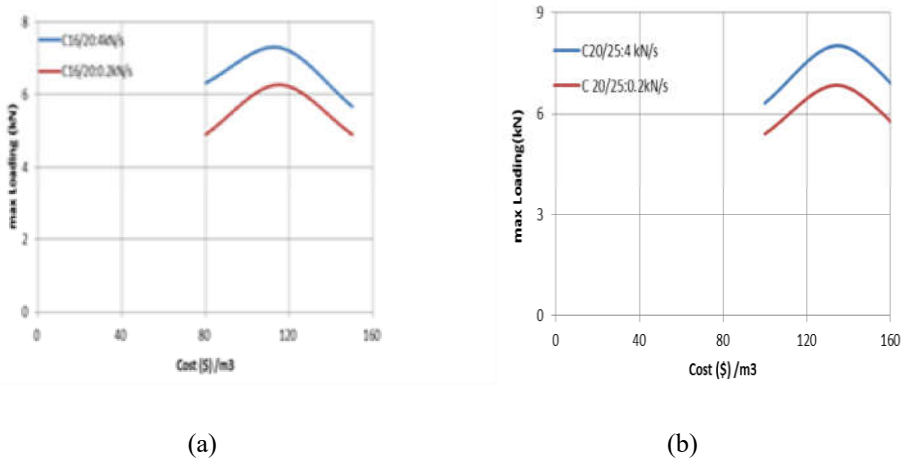 8
6
4
2
0
max Loading (kN)
C16/20:4kN/s
C16/20:0.2kN/s
0 40 80 120 160
Cost ($) /m3
(a)
9
6
3
0
max Loading(kN)
C20/25:4 kN/s
C 20/25:0.2kN/s
0 40 80 120 160
Cost ($) /m3
(b)